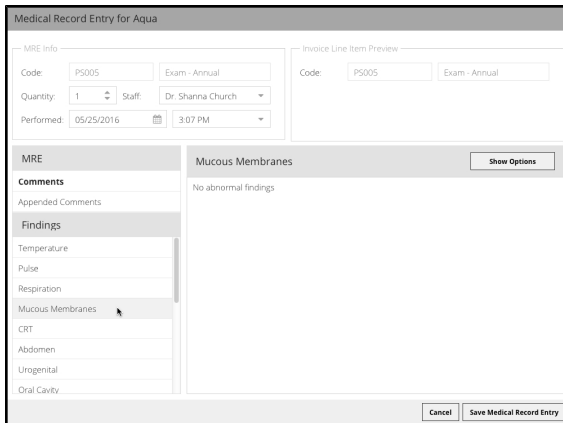 Medical Record Entry for Aqua
MRE Info
Code: PS005 Exam - Annual
Quantity: 1 Staff: Dr. Shanna Church
Performed: 05/25/2016 3:07 PM
Invoice Line Item Preview
Code: PS005 Exam - Annual
MRE
Comments
Appended Comments
Findings
Temperature
Pulse
Respiration
Mucous Membranes
CRT
Abdomen
Urogenital
Oral Cavity
Mucous Membranes Show Options
No abnormal findings
Cancel Save Medical Record Entry